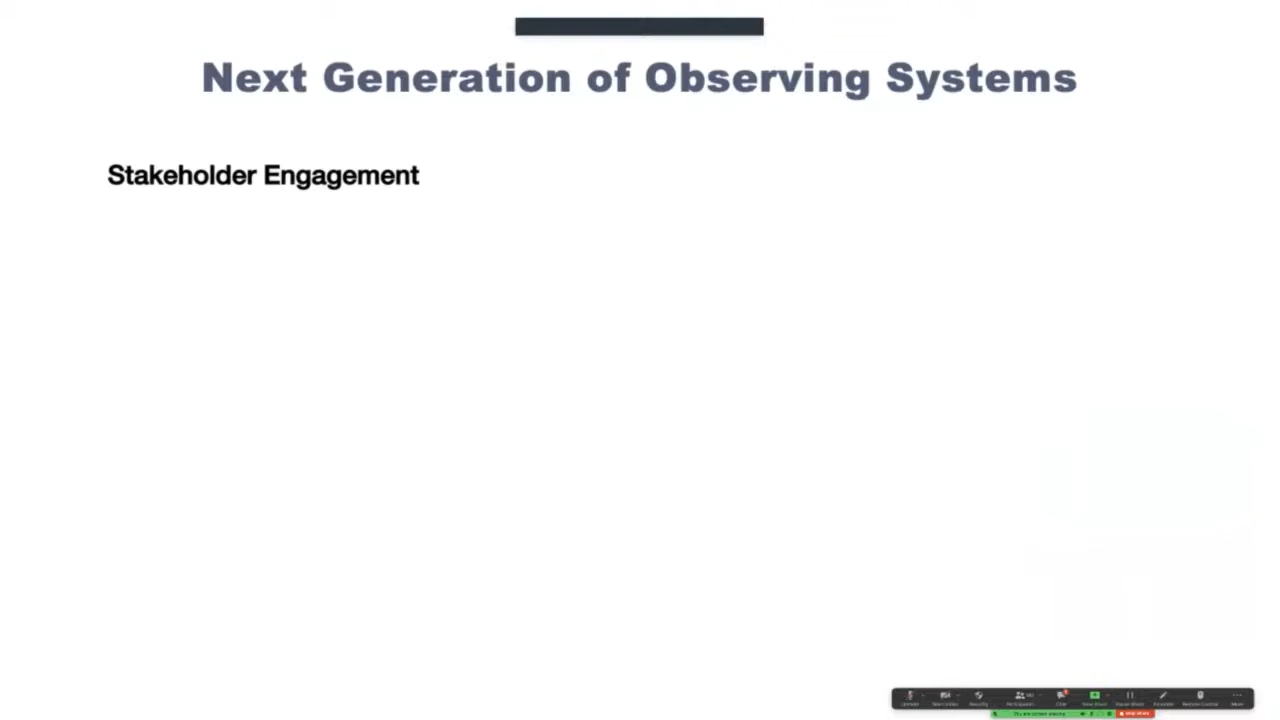 Next Generation of Observing Systems
Stakeholder Engagement